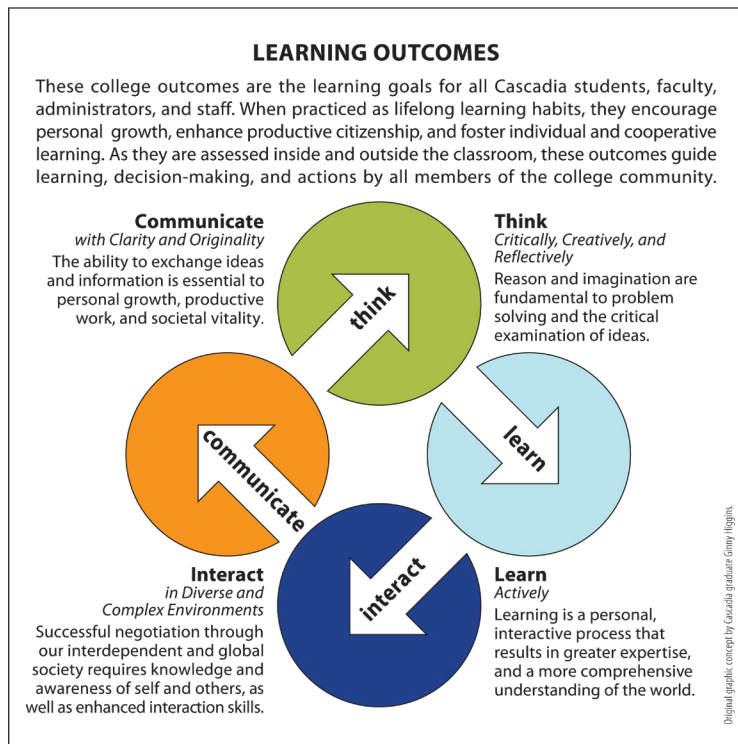 LEARNING OUTCOMES
These college outcomes are the learning goals for all Cascadia students, faculty,
administrators, and staff. When practiced as lifelong learning habits, they encourage
personal growth, enhance productive citizenship, and foster individual and cooperative
learning. As they are assessed inside and outside the classroom, these outcomes guide
learning, decision-making, and actions by all members of the college community.
Communicate
with Clarity and Originality
The ability to exchange ideas
and information is essential to
personal growth, productive
work, and societal vitality.
Think
Critically, Creatively, and
Reflectively
Reason and imagination are
fundamental to problem
solving and the critical
examination of ideas.
think
learn
communicate
interact
Interact
in Diverse and
Complex Environments
Successful negotiation through
our interdependent and global
society requires knowledge and
awareness of self and others, as
well as enhanced interaction skills.
Learn
Actively
Learning is a personal,
interactive process that
results in greater expertise,
and a more comprehensive
understanding of the world.
Original graphic concept by Cascadia graduate Ginny Higgins